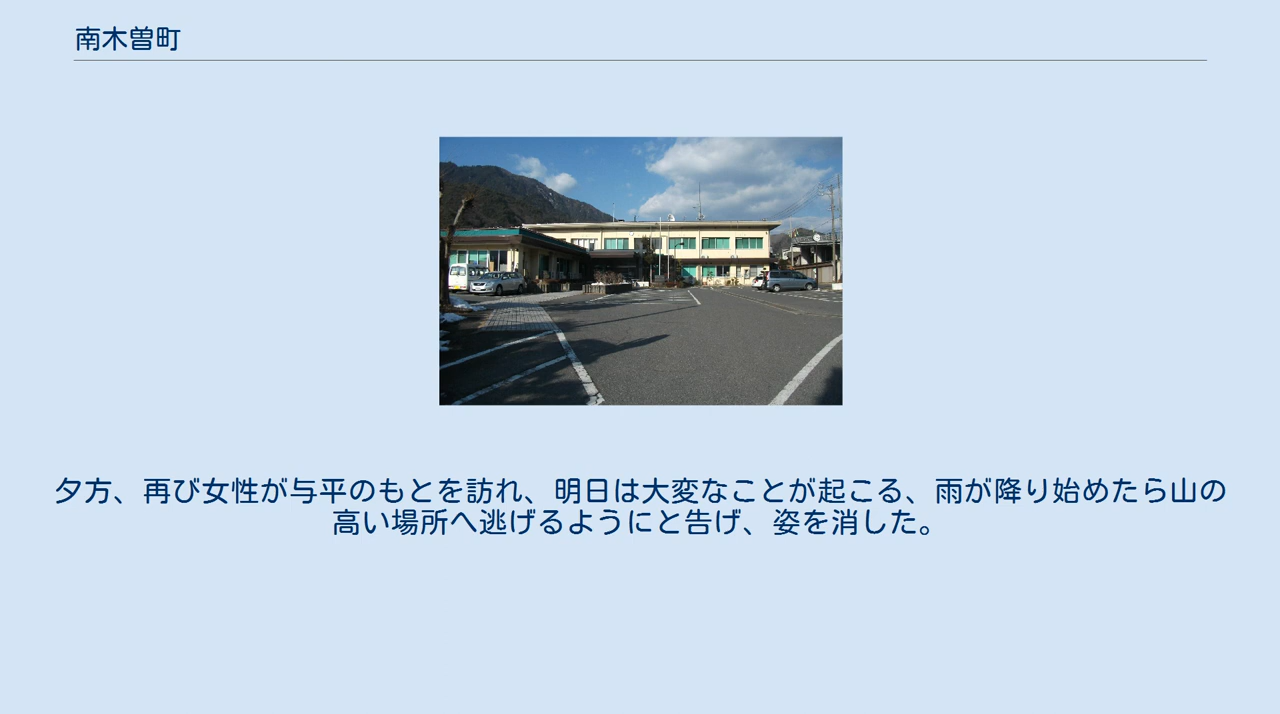 南木曽町
夕方、再び女性が与平のもとを訪れ、明日は大変なことが起こる、雨が降り始めたら山の
高い場所へ逃げるようにと告げ、姿を消した。